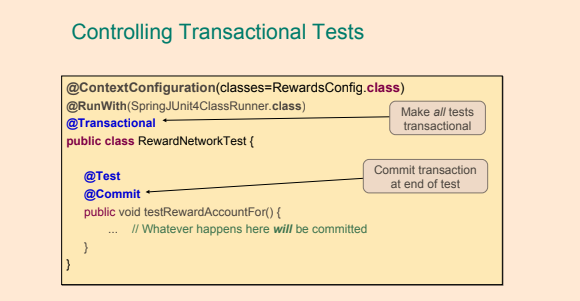 Controlling Transactional Tests
@ContextConfiguration(classes=RewardsConfig.class)
@RunWith(SpringJUnit4ClassRunner.class)
@Transactional
Make all tests
transactional
public class RewardNetworkTest {
@Test
Commit transaction
at end of test
@Commit
public void testRewardAccountFor() {
... // Whatever happens here will be committed
}
}